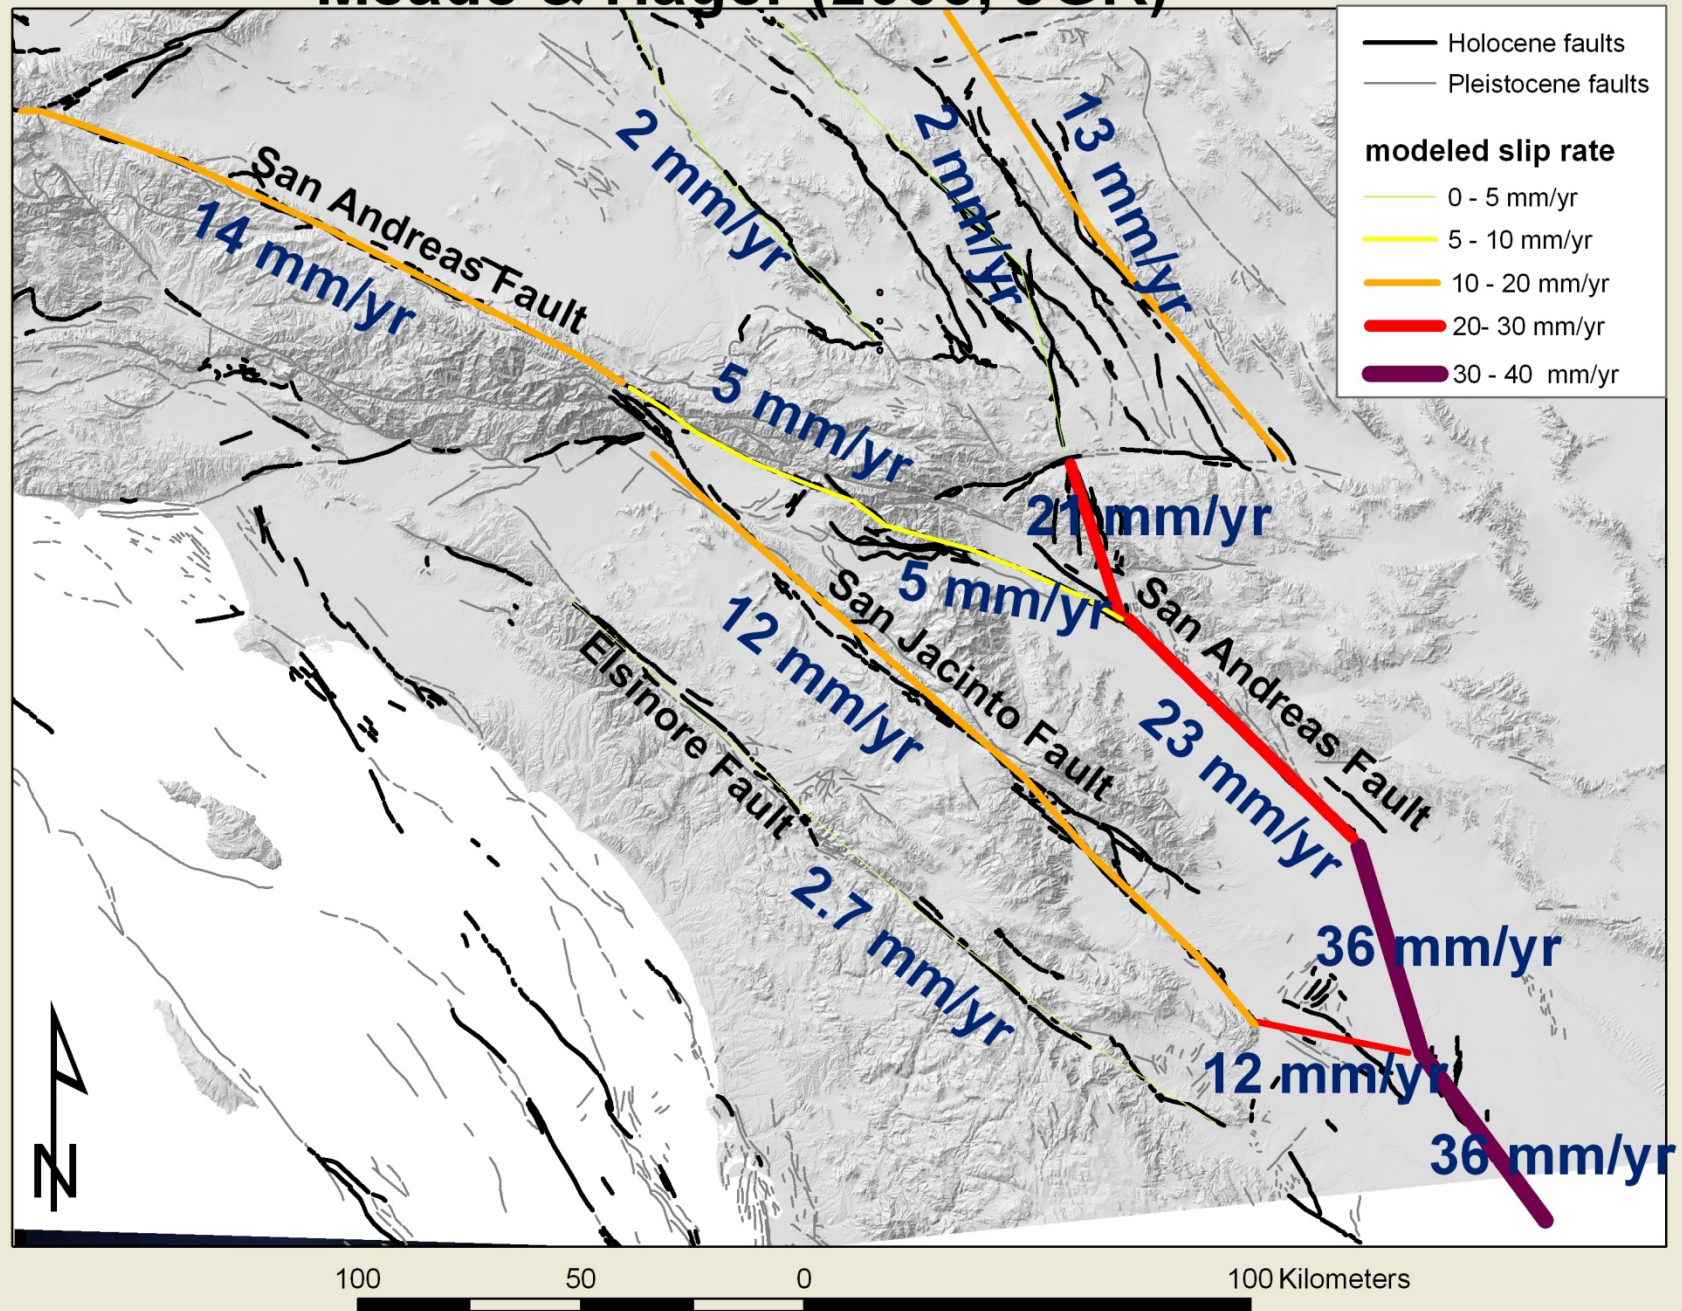 Meade & Hager (2005, JGR)
Holocene faults
Pleistocene faults
modeled slip rate
0 - 5 mm/yr
5 - 10 mm/yr
10 - 20 mm/yr
20- 30 mm/yr
30 - 40 mm/yr
2 mm/yr
2 mm/yr
13 mm/yr
San Andreas Fault
14 mm/yr
5 mm/yr
21 mm/yr
5 mm/yr
San Andreas Fault
San Jacinto Fault
12 mm/yr
Elsinore Fault
23 mm/yr
2.7 mm/yr
36 mm/yr
12 mm/yr
36 mm/yr
N
100 50 0 100 Kilometers